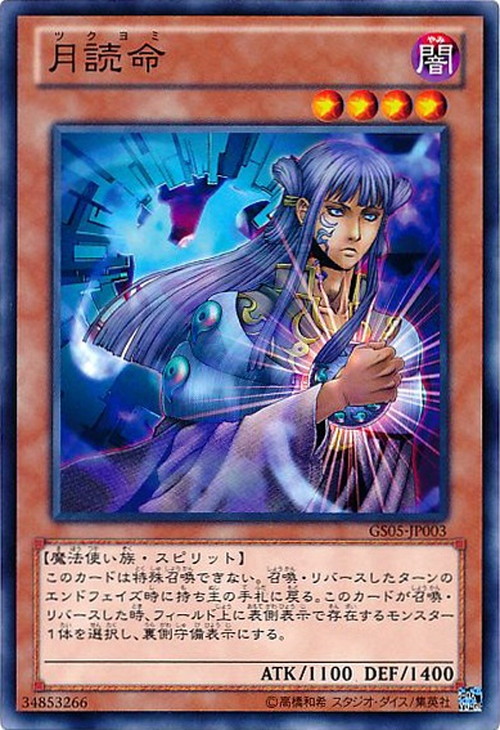 ツクヨミ
月読命
やみ
闇
GS05-JP003
【魔法使い族・スピリット】
このカードは特殊召喚できない。召喚・リバースしたターンの
エンドフェイズ時に持ち主の手札に戻る。このカードが召喚・
リバースした時、フィールド上に表側表示で存在するモンスター
1体を選択し、裏側守備表示にする。
ATK/1100 DEF/1400
34853266
©高橋和希 スタジオ・ダイス/集英社